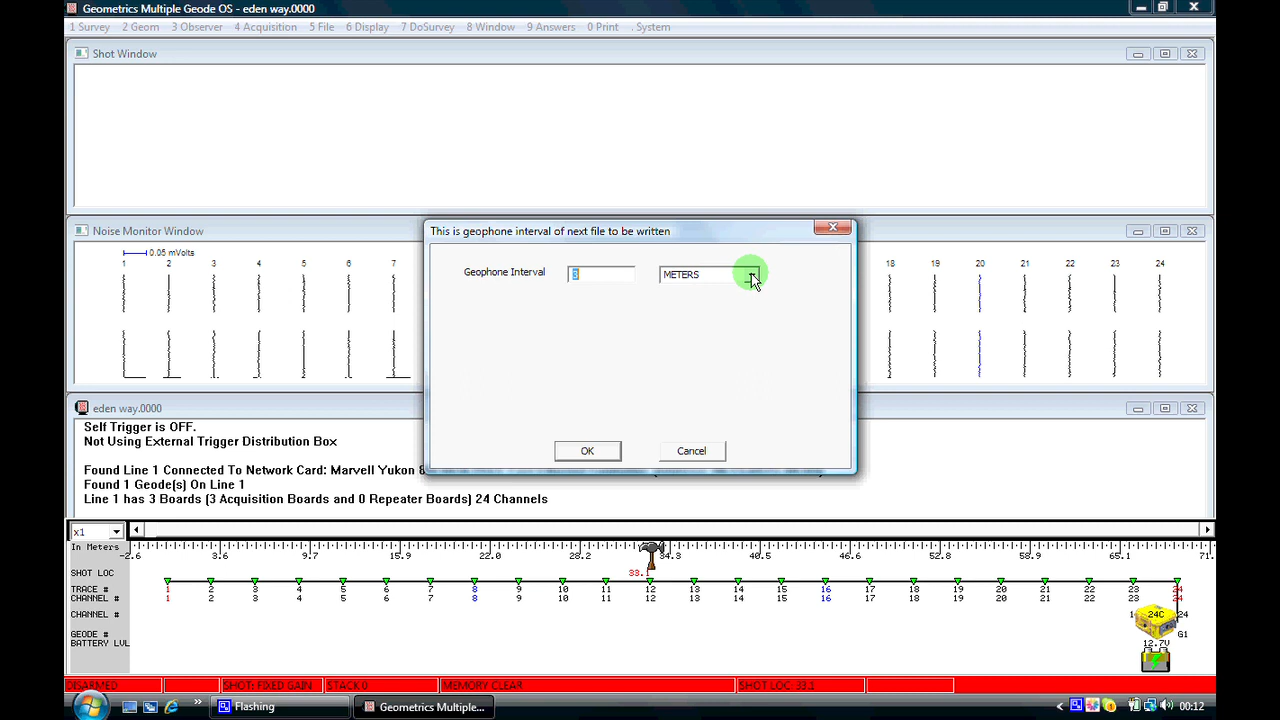 Geometrics Multiple Geode OS - eden way.0000
1 Survey 2 Geom 3 Observer 4 Acquisition 5 File 6 Display 7 DoSurvey 8 Window 9 Answers 0 Print . System
Shot Window
Noise Monitor Window
0.05 mVolts
1 2 3 4 5 6 7 18 19 20 21 22 23 24
This is geophone interval of next file to be written
Geophone Interval 3 METERS
OK Cancel
eden way.0000
Self Trigger is OFF.
Not Using External Trigger Distribution Box
Found Line 1 Connected To Network Card: Marvell Yukon 8
Found 1 Geode(s) On Line 1
Line 1 has 3 Boards (3 Acquisition Boards and 0 Repeater Boards) 24 Channels
x1
In Meters
-2.6 3.6 9.7 15.9 22.0 28.2 34.3 40.5 46.6 52.8 58.9 65.1 71.
SHOT LOC 33.1
TRACE # 1 2 3 4 5 6 7 8 9 10 11 12 13 14 15 16 17 18 19 20 21 22 23 24
CHANNEL # 1 2 3 4 5 6 7 8 9 10 11 12 13 14 15 16 17 18 19 20 21 22 23 24
CHANNEL # 1 24C 24
GEODE # G1
BATTERY LVL 12.7V
DISARMED SHOT: FIXED GAIN STACK 0 MEMORY CLEAR SHOT LOC: 33.1
Flashing Geometrics Multiple... 00:12